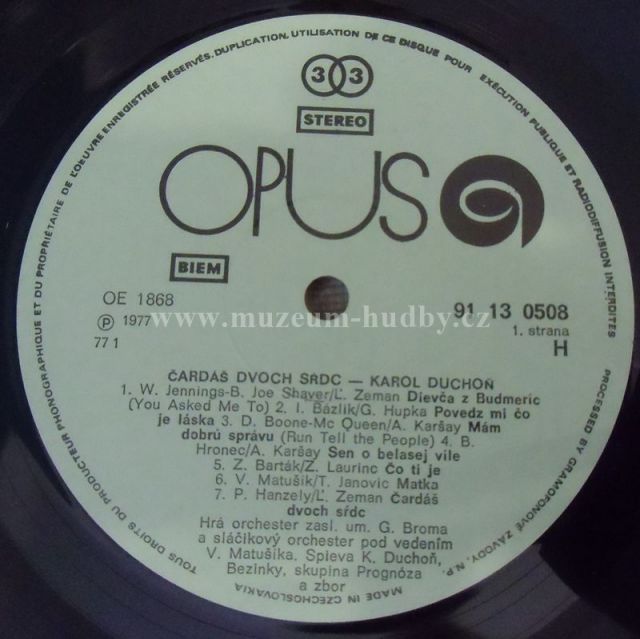 TOUS DROITS DU PRODUCTEUR PHONOGRAPHIQUE ET DU PROPRIÉTAIRE DE L'OEUVRE ENREGISTRÉE RÉSERVÉS. DUPLICATION, UTILISATION DE CE DISQUE POUR EXÉCUTION PUBLIQUE ET RADIODIFFUSION INTERDITES
PROCESSED BY GRAMOFONOVÉ ZÁVODY, N.P.
MADE IN CZECHOSLOVAKIA
33
STEREO
OPUS
BIEM
OE 1868
Ⓟ 1977
77 1
91 13 0508
1. strana
H
www.muzeum-hudby.cz
ČARDÁŠ DVOCH SŔDC — KAROL DUCHOŇ
1. W. Jennings-B. Joe Shaver/Ľ. Zeman Dievča z Budmeríc
(You Asked Me To) 2. I. Bázlik/G. Hupka Povedz mi čo
je láska 3. D. Boone-Mc Queen/A. Karšay Mám
dobrú správu (Run Tell the People) 4. B.
Hronec/A. Karšay Sen o belasej vile
5. Z. Barták/Z. Laurinc Čo ti je
6. V. Matušík/T. Janovic Matka
7. P. Hanzely/Ľ. Zeman Čardáš
dvoch sŕdc
Hrá orchester zasl. um. G. Broma
a sláčikový orchester pod vedením
V. Matušíka. Spieva K. Duchoň,
Bezinky, skupina Prognóza
a zbor